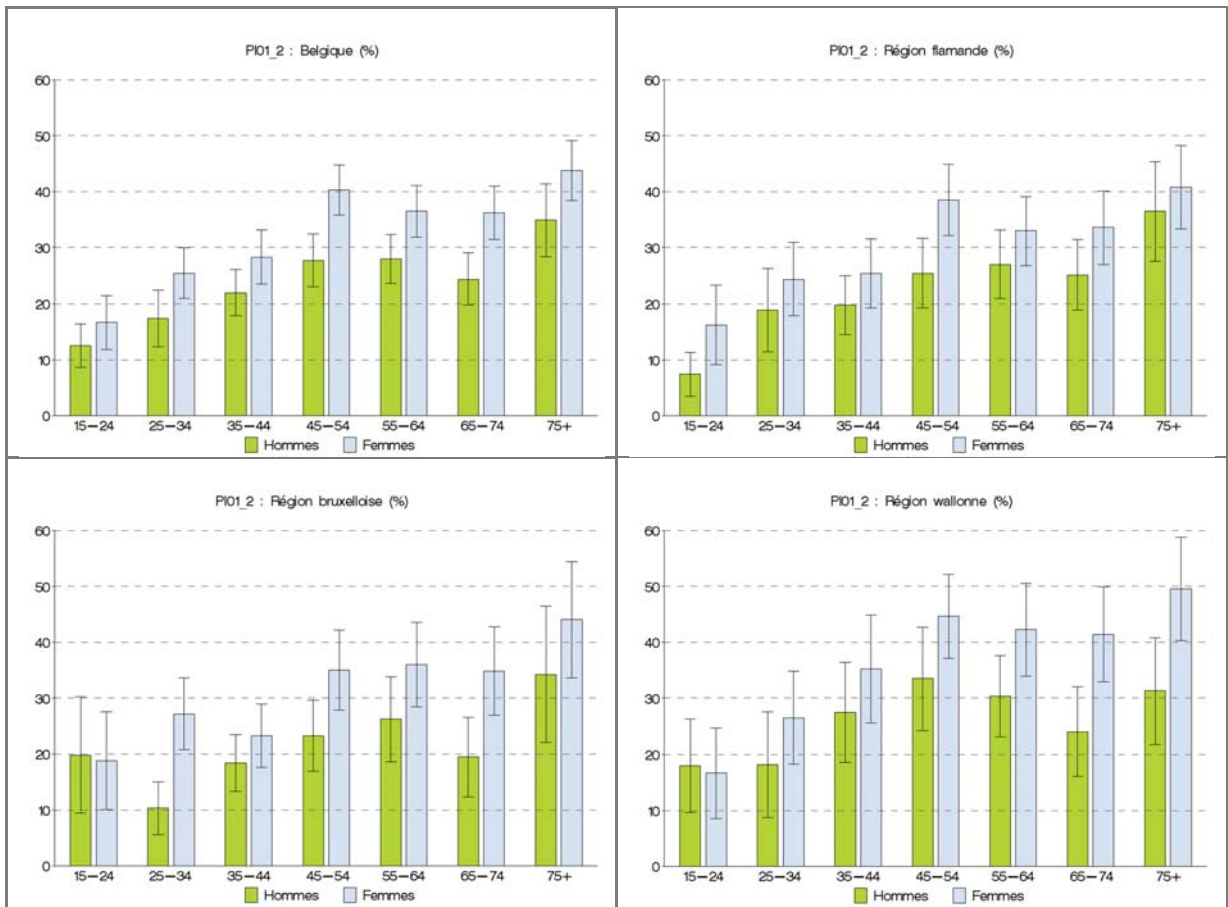 PI01_2 : Belgique (%)
60
50
40
30
20
10
0
15–24 25–34 35–44 45–54 55–64 65–74 75+
Hommes Femmes
PI01_2 : Région flamande (%)
60
50
40
30
20
10
0
15–24 25–34 35–44 45–54 55–64 65–74 75+
Hommes Femmes
PI01_2 : Région bruxelloise (%)
60
50
40
30
20
10
0
15–24 25–34 35–44 45–54 55–64 65–74 75+
Hommes Femmes
PI01_2 : Région wallonne (%)
60
50
40
30
20
10
0
15–24 25–34 35–44 45–54 55–64 65–74 75+
Hommes Femmes